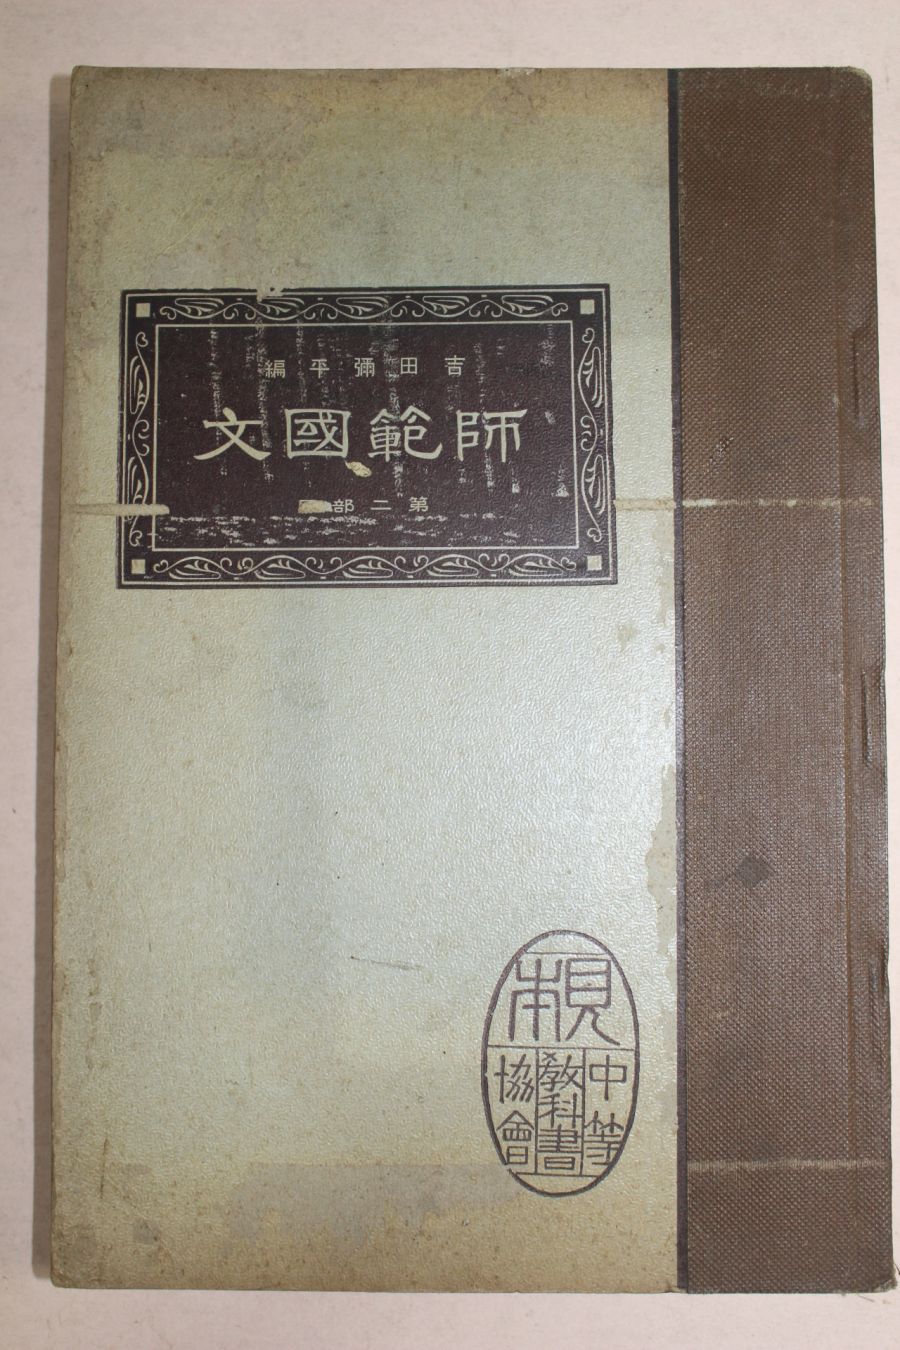 吉田彌平編
師範國文
第二部
見本
中等
教科書
協會